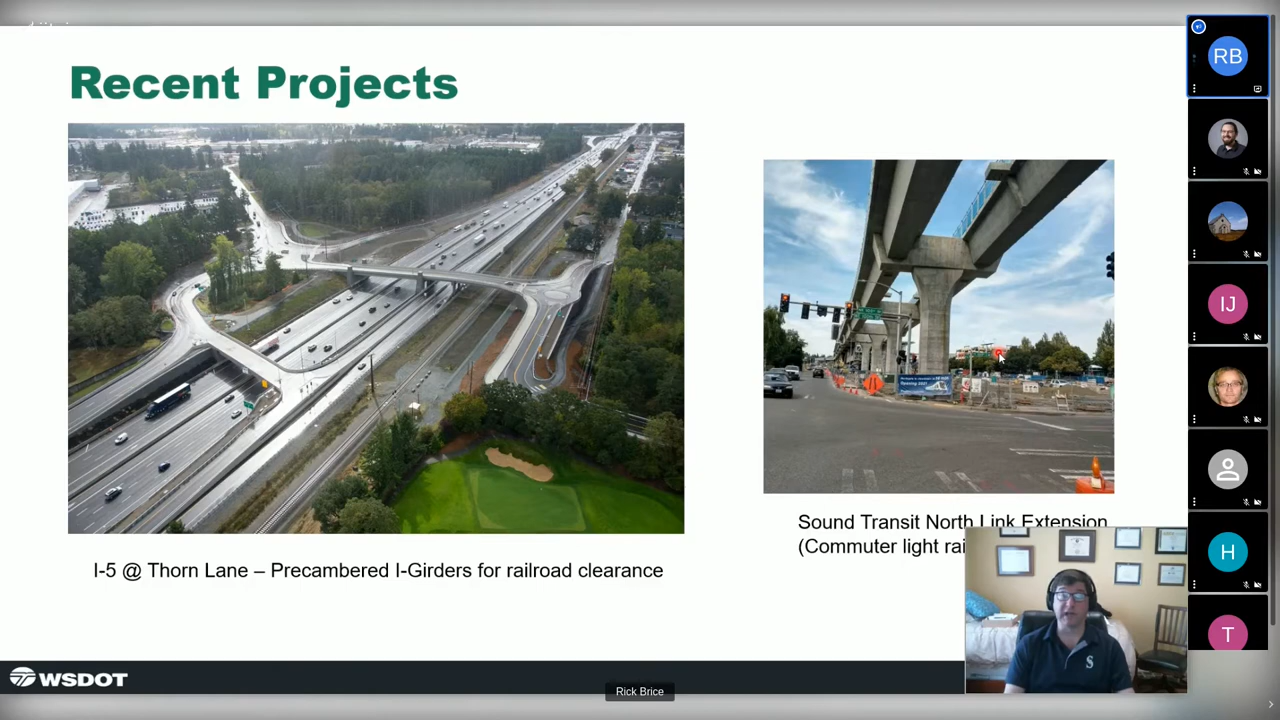 Recent Projects
I-5 @ Thorn Lane – Precambered I-Girders for railroad clearance
Sound Transit North Link Extension
(Commuter light rai
WSDOT
Rick Brice
RB
IJ
H
T
S